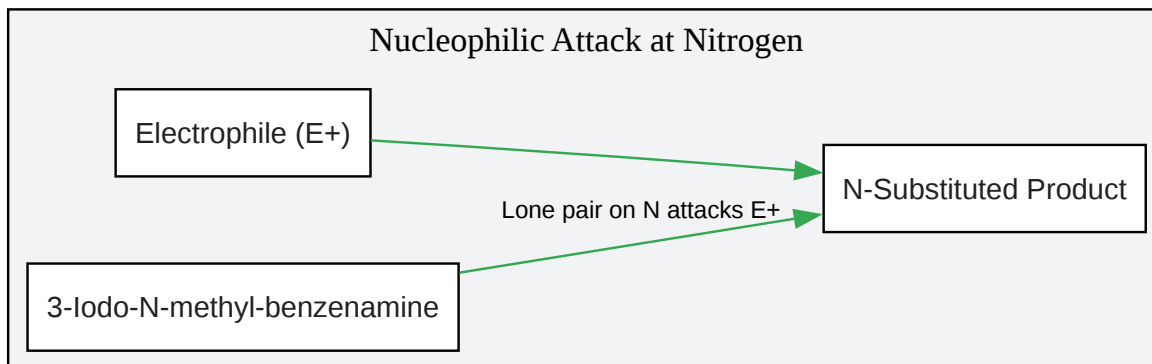 Nucleophilic Attack at Nitrogen
Electrophile (E+)
N-Substituted Product
Lone pair on N attacks E+
3-Iodo-N-methyl-benzenamine